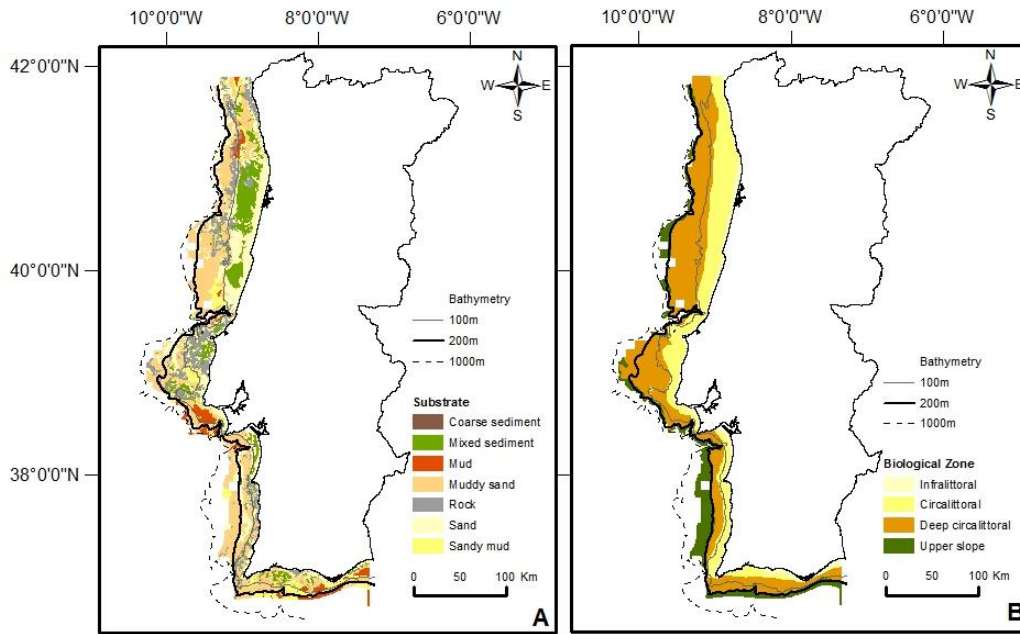 10°0'0"W 8°0'0"W 6°0'0"W 10°0'0"W 8°0'0"W 6°0'0"W
42°0'0"N
40°0'0"N
38°0'0"N
N
W E
S
Bathymetry
100m
200m
1000m
Substrate
Coarse sediment
Mixed sediment
Mud
Muddy sand
Rock
Sand
Sandy mud
0 50 100 Km
A
N
W E
S
Bathymetry
100m
200m
1000m
Biological Zone
Infralittoral
Circalittoral
Deep circalittoral
Upper slope
0 50 100 Km
B